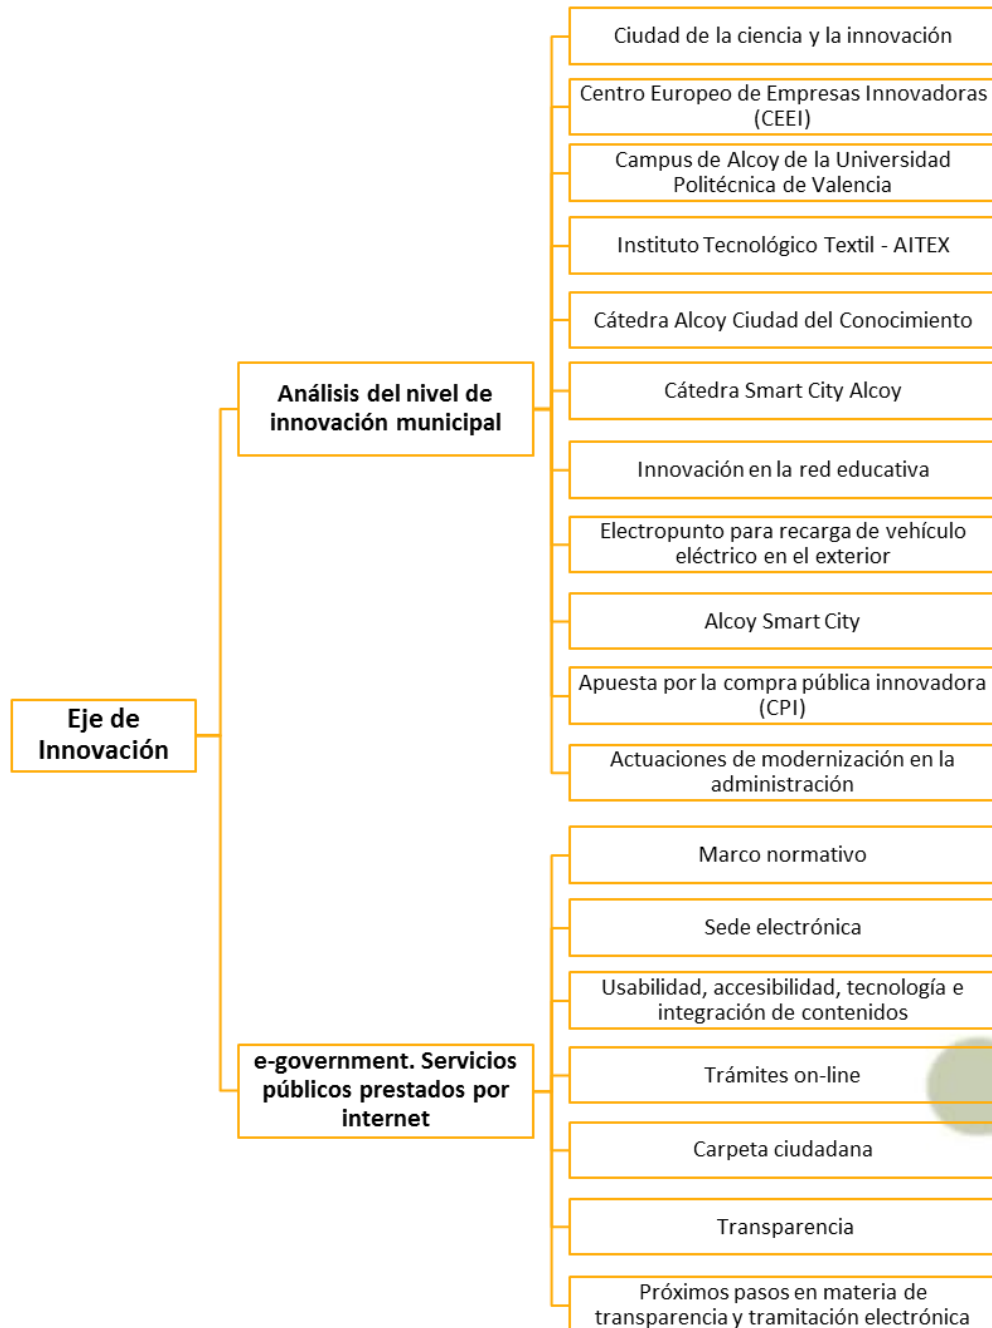 Eje de
Innovación
Análisis del nivel de
innovación municipal
Ciudad de la ciencia y la innovación
Centro Europeo de Empresas Innovadoras
(CEEI)
Campus de Alcoy de la Universidad
Politécnica de Valencia
Instituto Tecnológico Textil - AITEX
Cátedra Alcoy Ciudad del Conocimiento
Cátedra Smart City Alcoy
Innovación en la red educativa
Electropunto para recarga de vehículo
eléctrico en el exterior
Alcoy Smart City
Apuesta por la compra pública innovadora
(CPI)
Actuaciones de modernización en la
administración
e-government. Servicios
públicos prestados por
internet
Marco normativo
Sede electrónica
Usabilidad, accesibilidad, tecnología e
integración de contenidos
Trámites on-line
Carpeta ciudadana
Transparencia
Próximos pasos en materia de
transparencia y tramitación electrónica